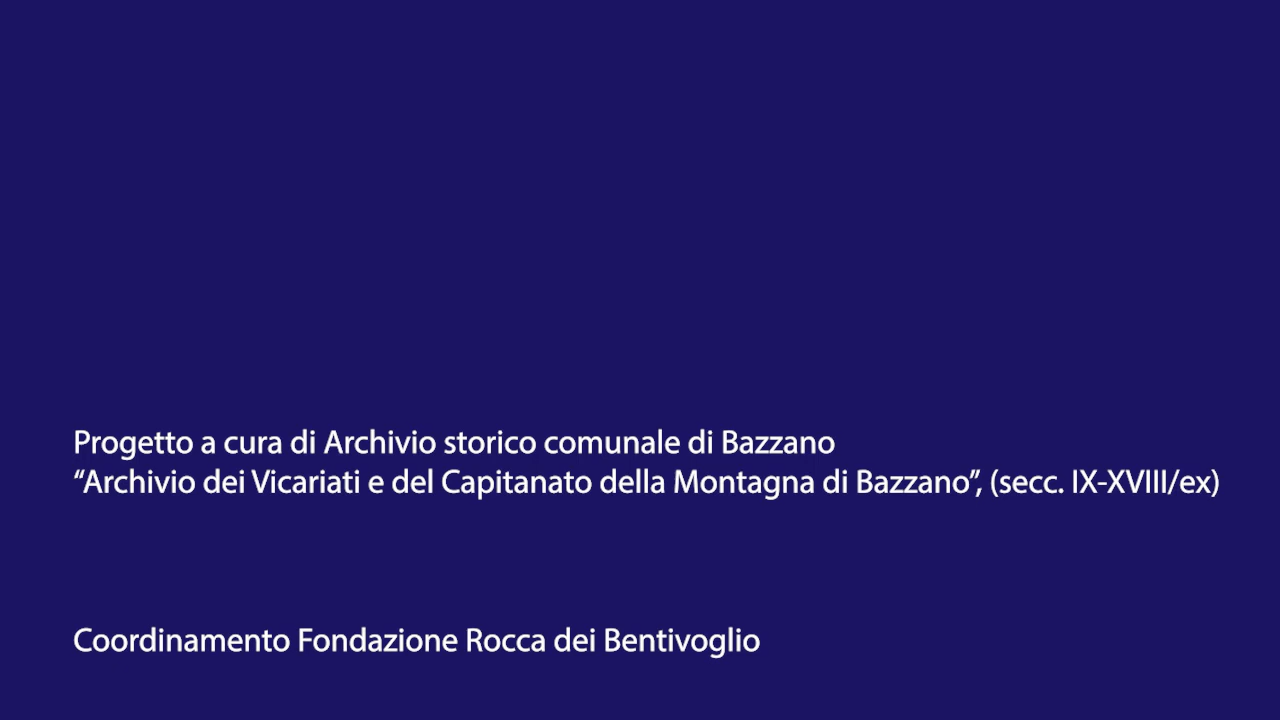 Progetto a cura di Archivio storico comunale di Bazzano
“Archivio dei Vicariati e del Capitanato della Montagna di Bazzano”, (secc. IX-XVIII/ex)
Coordinamento Fondazione Rocca dei Bentivoglio